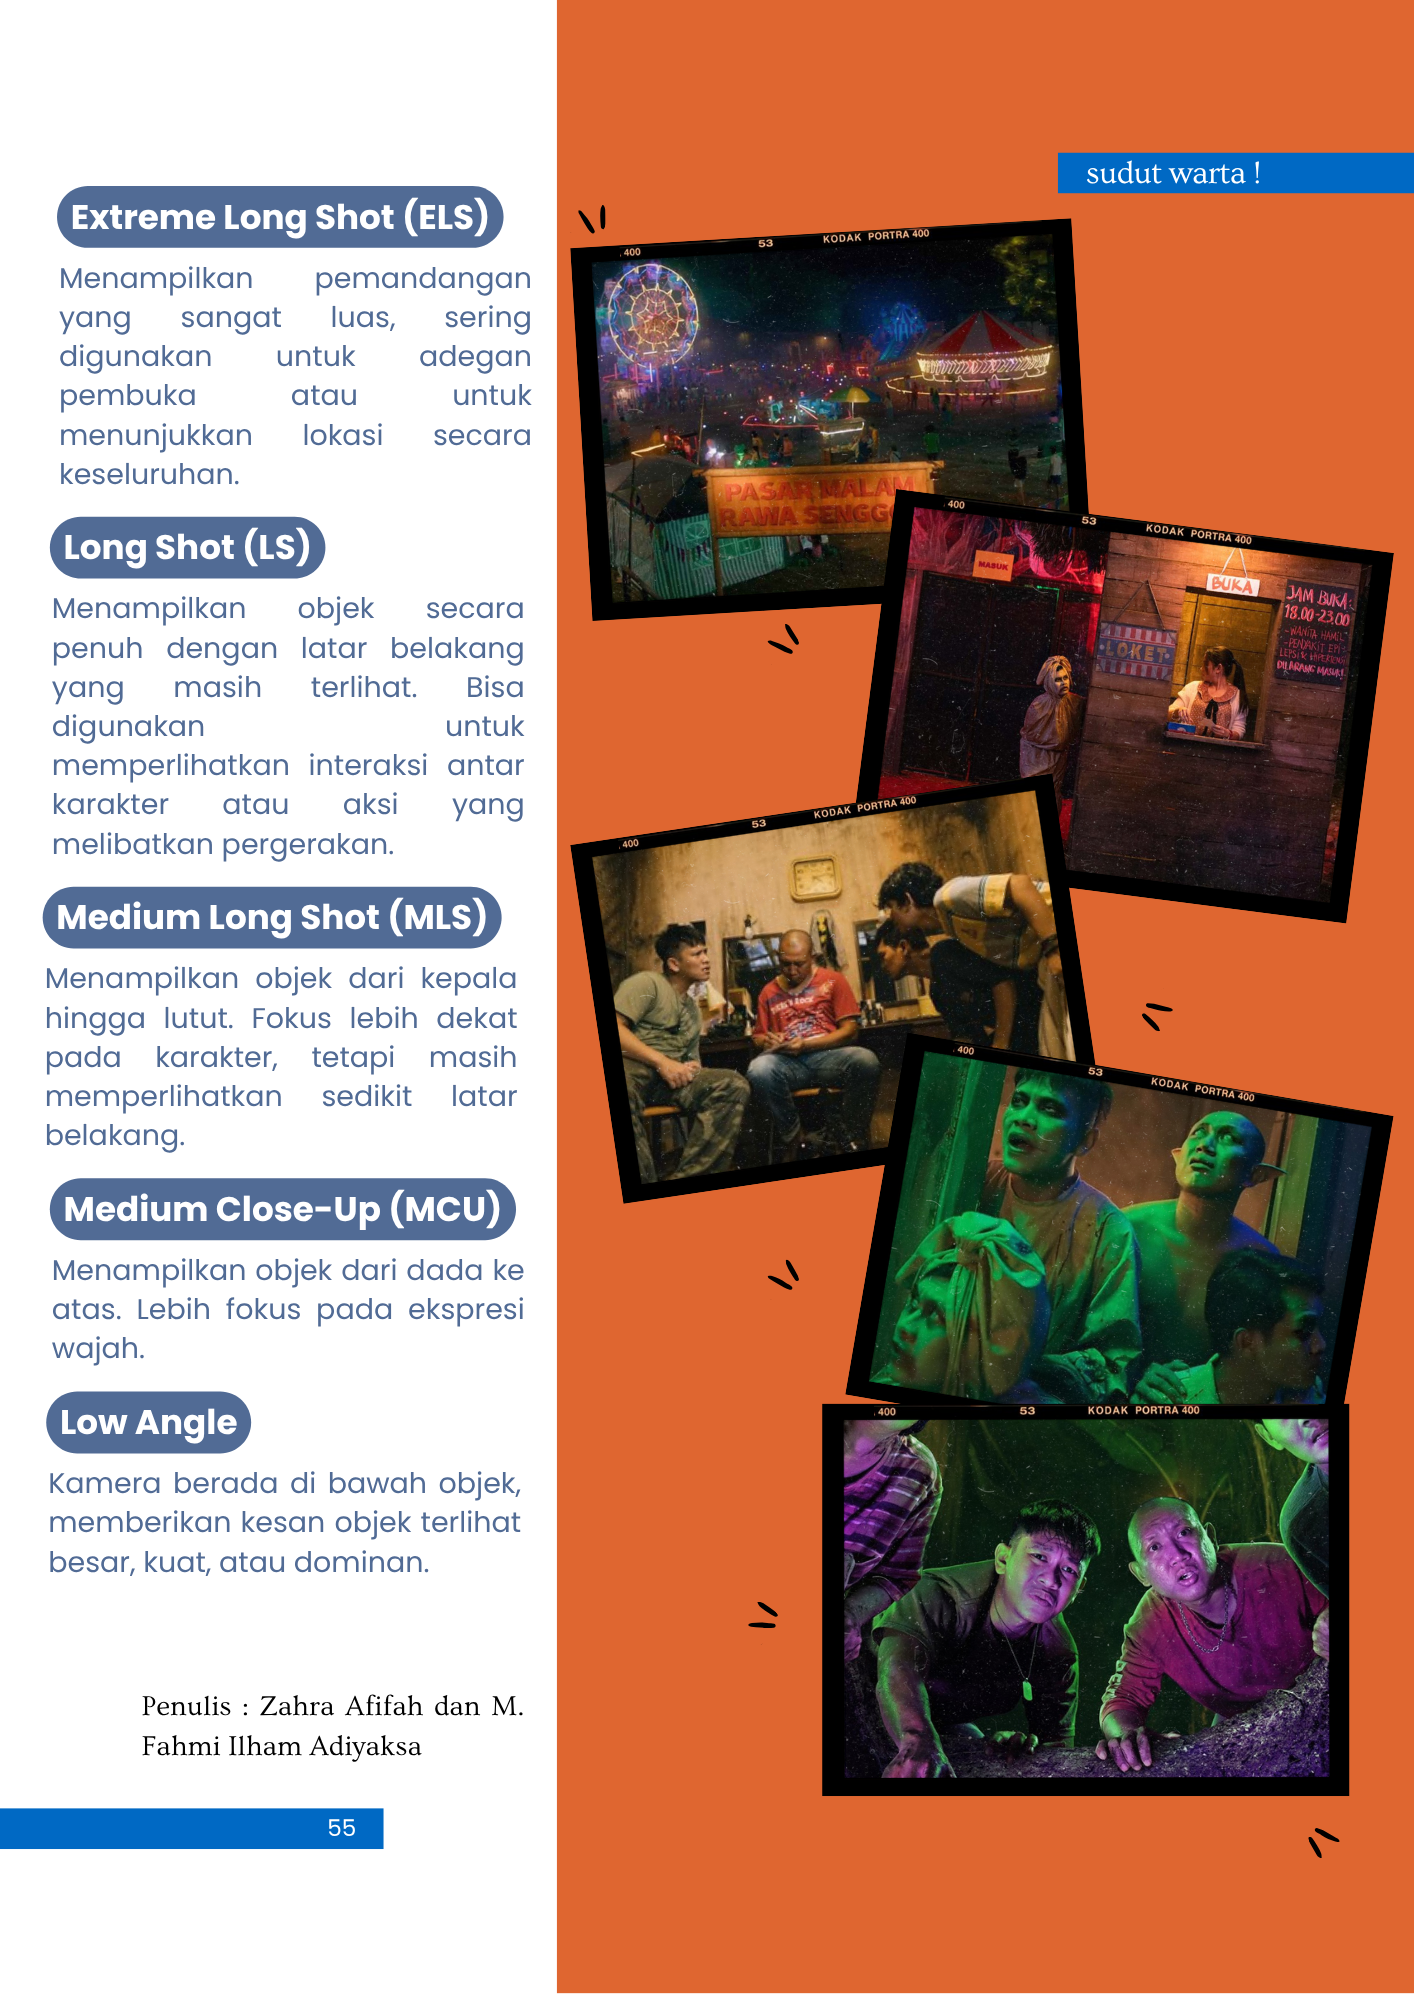 sudut warta !
Extreme Long Shot (ELS)
Menampilkan pemandangan
yang sangat luas, sering
digunakan untuk adegan
pembuka atau untuk
menunjukkan lokasi secara
keseluruhan.
Long Shot (LS)
Menampilkan objek secara
penuh dengan latar belakang
yang masih terlihat. Bisa
digunakan untuk
memperlihatkan interaksi antar
karakter atau aksi yang
melibatkan pergerakan.
Medium Long Shot (MLS)
Menampilkan objek dari kepala
hingga lutut. Fokus lebih dekat
pada karakter, tetapi masih
memperlihatkan sedikit latar
belakang.
Medium Close-Up (MCU)
Menampilkan objek dari dada ke
atas. Lebih fokus pada ekspresi
wajah.
Low Angle
Kamera berada di bawah objek,
memberikan kesan objek terlihat
besar, kuat, atau dominan.
Penulis : Zahra Afifah dan M.
Fahmi Ilham Adiyaksa
55
400 53 KODAK PORTRA 400
PASAR MALAM
RAWA SENGG
400 53 KODAK PORTRA 400
MASUK
BUKA
LOKET
JAM BUKA:
18.00-23.00
-WANITA HAMIL
-PENYAKIT EPI-
LEPSI & HIPERTENSI
DILARANG MASUK!
400 53 KODAK PORTRA 400
400 53 KODAK PORTRA 400
400 53 KODAK PORTRA 400